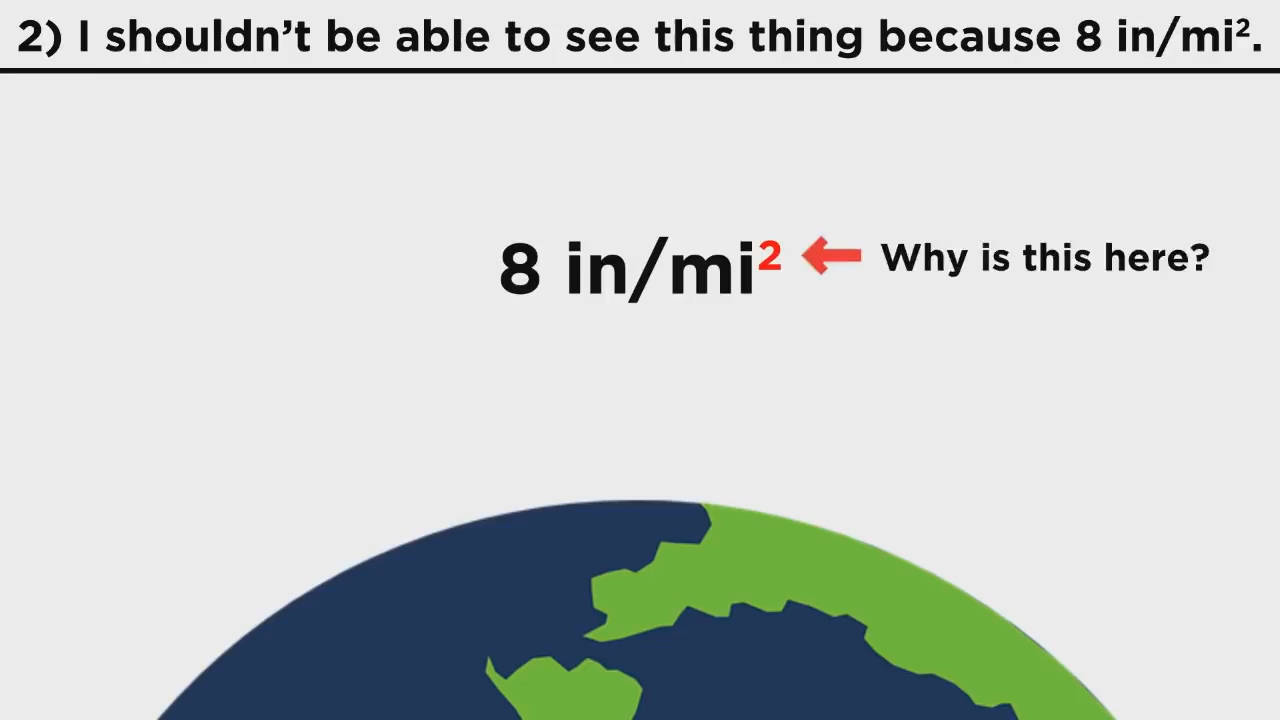 2) I shouldn’t be able to see this thing because 8 in/mi².
8 in/mi² Why is this here?